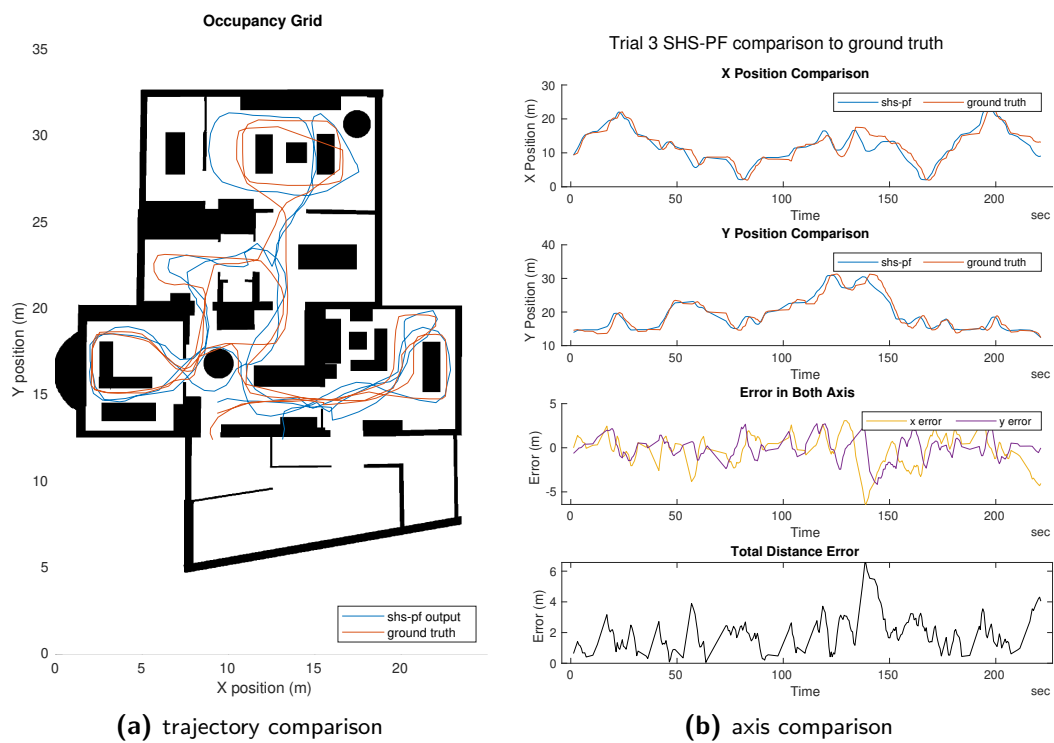 Occupancy Grid
35
30
25
20
15
10
5
0
Y position (m)
0
5
10
15
20
X position (m)
shs-pf output
ground truth
(a) trajectory comparison
Trial 3 SHS-PF comparison to ground truth
X Position Comparison
30
20
10
0
X Position (m)
shs-pf
ground truth
0
50
100
150
200
Time
sec
Y Position Comparison
40
30
20
10
Y Position (m)
shs-pf
ground truth
0
50
100
150
200
Time
sec
Error in Both Axis
5
0
-5
Error (m)
x error
y error
0
50
100
150
200
Time
sec
Total Distance Error
6
4
2
0
Error (m)
0
50
100
150
200
Time
sec
(b) axis comparison